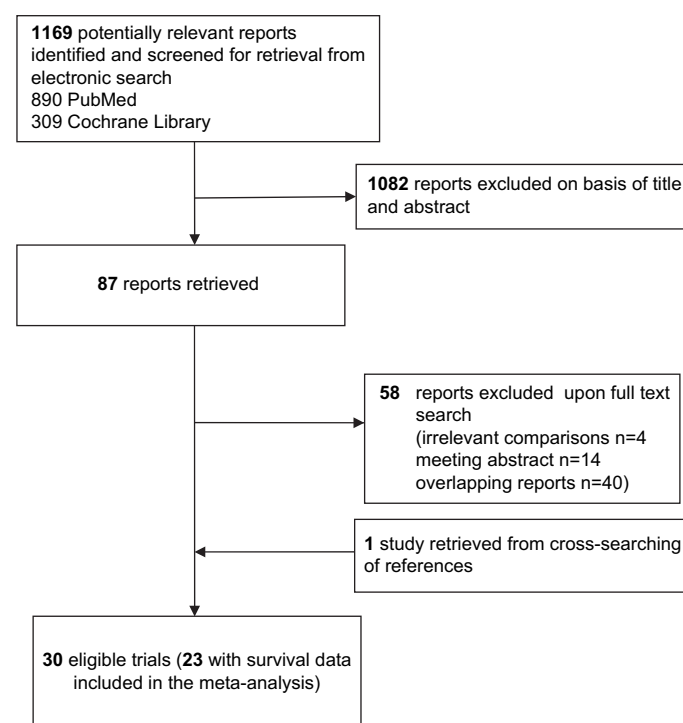 1169 potentially relevant reports
identified and screened for retrieval from
electronic search
890 PubMed
309 Cochrane Library
1082 reports excluded on basis of title
and abstract
87 reports retrieved
58 reports excluded upon full text
search
(irrelevant comparisons n=4
meeting abstract n=14
overlapping reports n=40)
1 study retrieved from cross-searching
of references
30 eligible trials (23 with survival data
included in the meta-analysis)